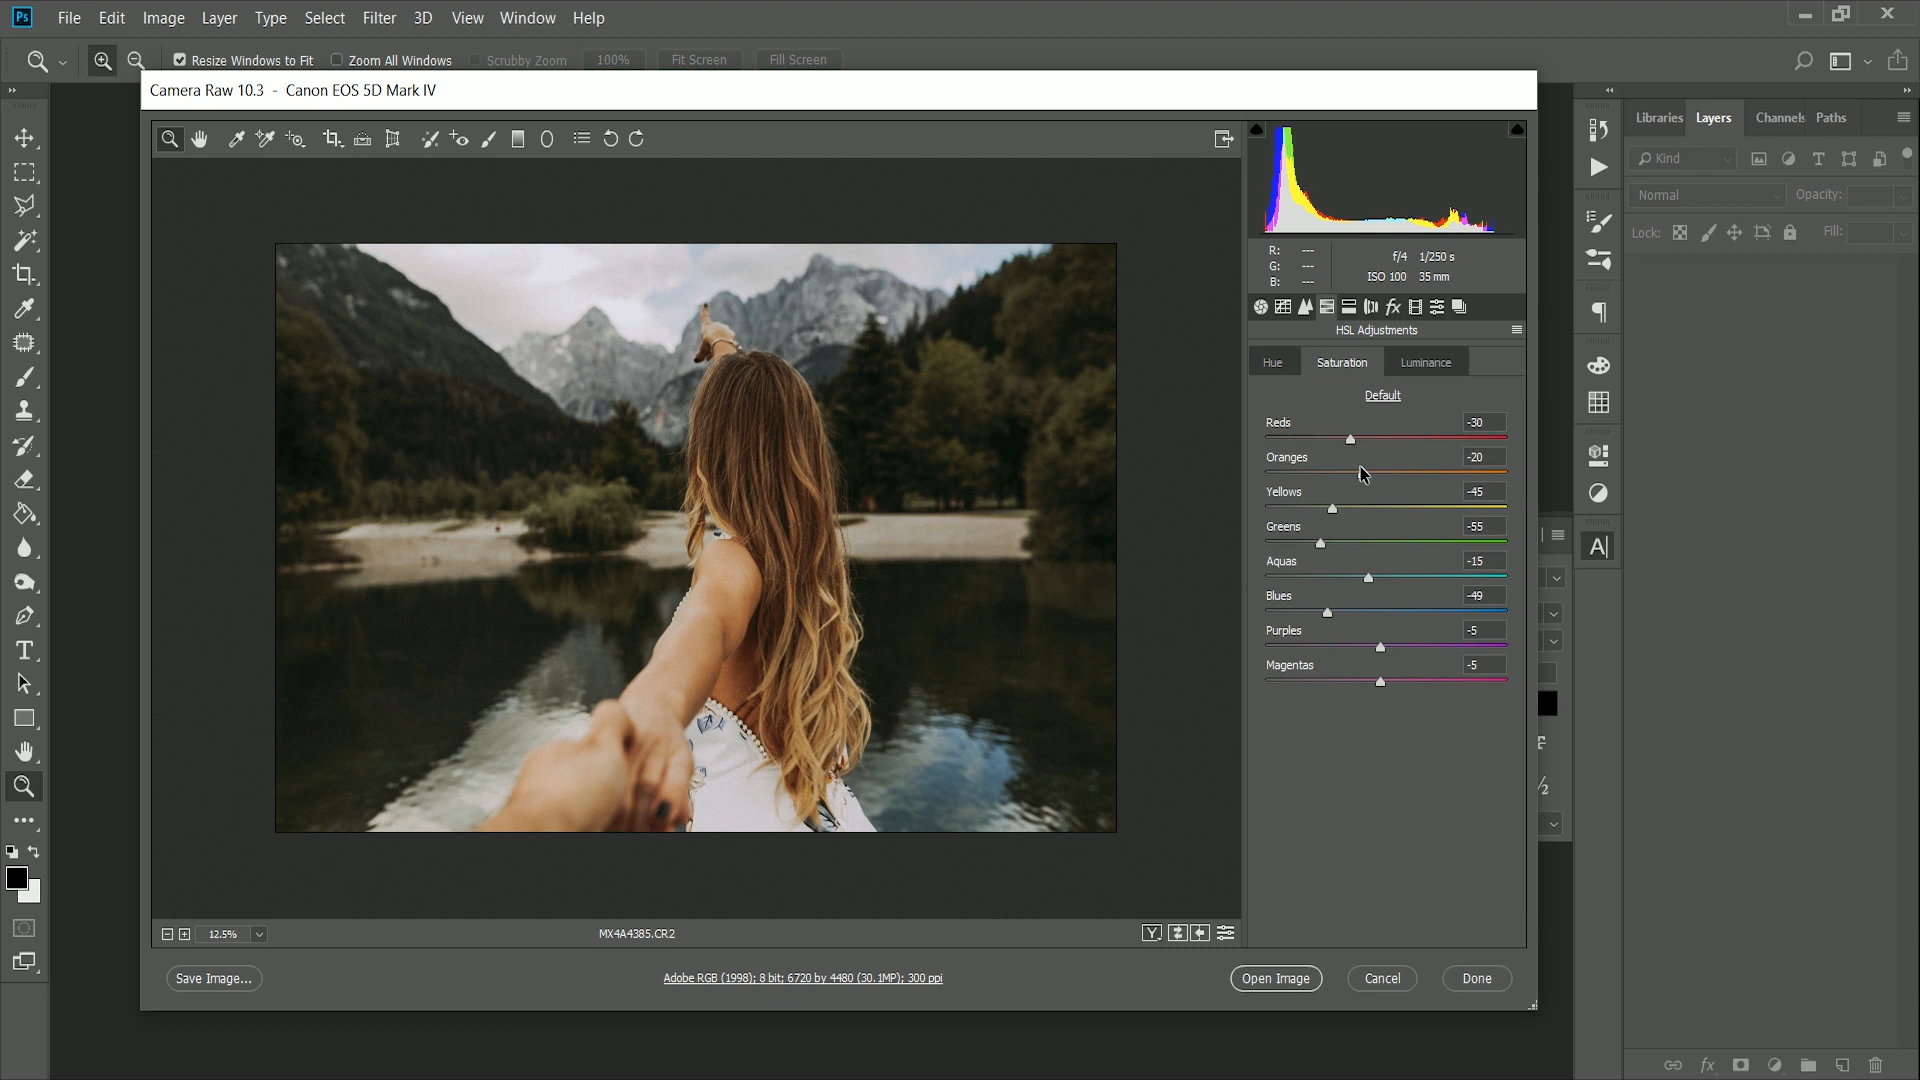 Ps File Edit Image Layer Type Select Filter 3D View Window Help
Resize Windows to Fit Zoom All Windows Scrubby Zoom 100% Fit Screen Fill Screen
Camera Raw 10.3 - Canon EOS 5D Mark IV
Libraries Layers Channels Paths
Kind
Normal Opacity:
Lock: Fill:
R: ---
G: ---
B: ---
f/4 1/250 s
ISO 100 35 mm
HSL Adjustments
Hue Saturation Luminance
Default
Reds -30
Oranges -20
Yellows -45
Greens -55
Aquas -15
Blues -49
Purples -5
Magentas -5
12.5%
MX4A4385.CR2
Y
Save Image...
Adobe RGB (1998); 8 bit; 6720 by 4480 (30.1MP); 300 ppi
Open Image Cancel Done